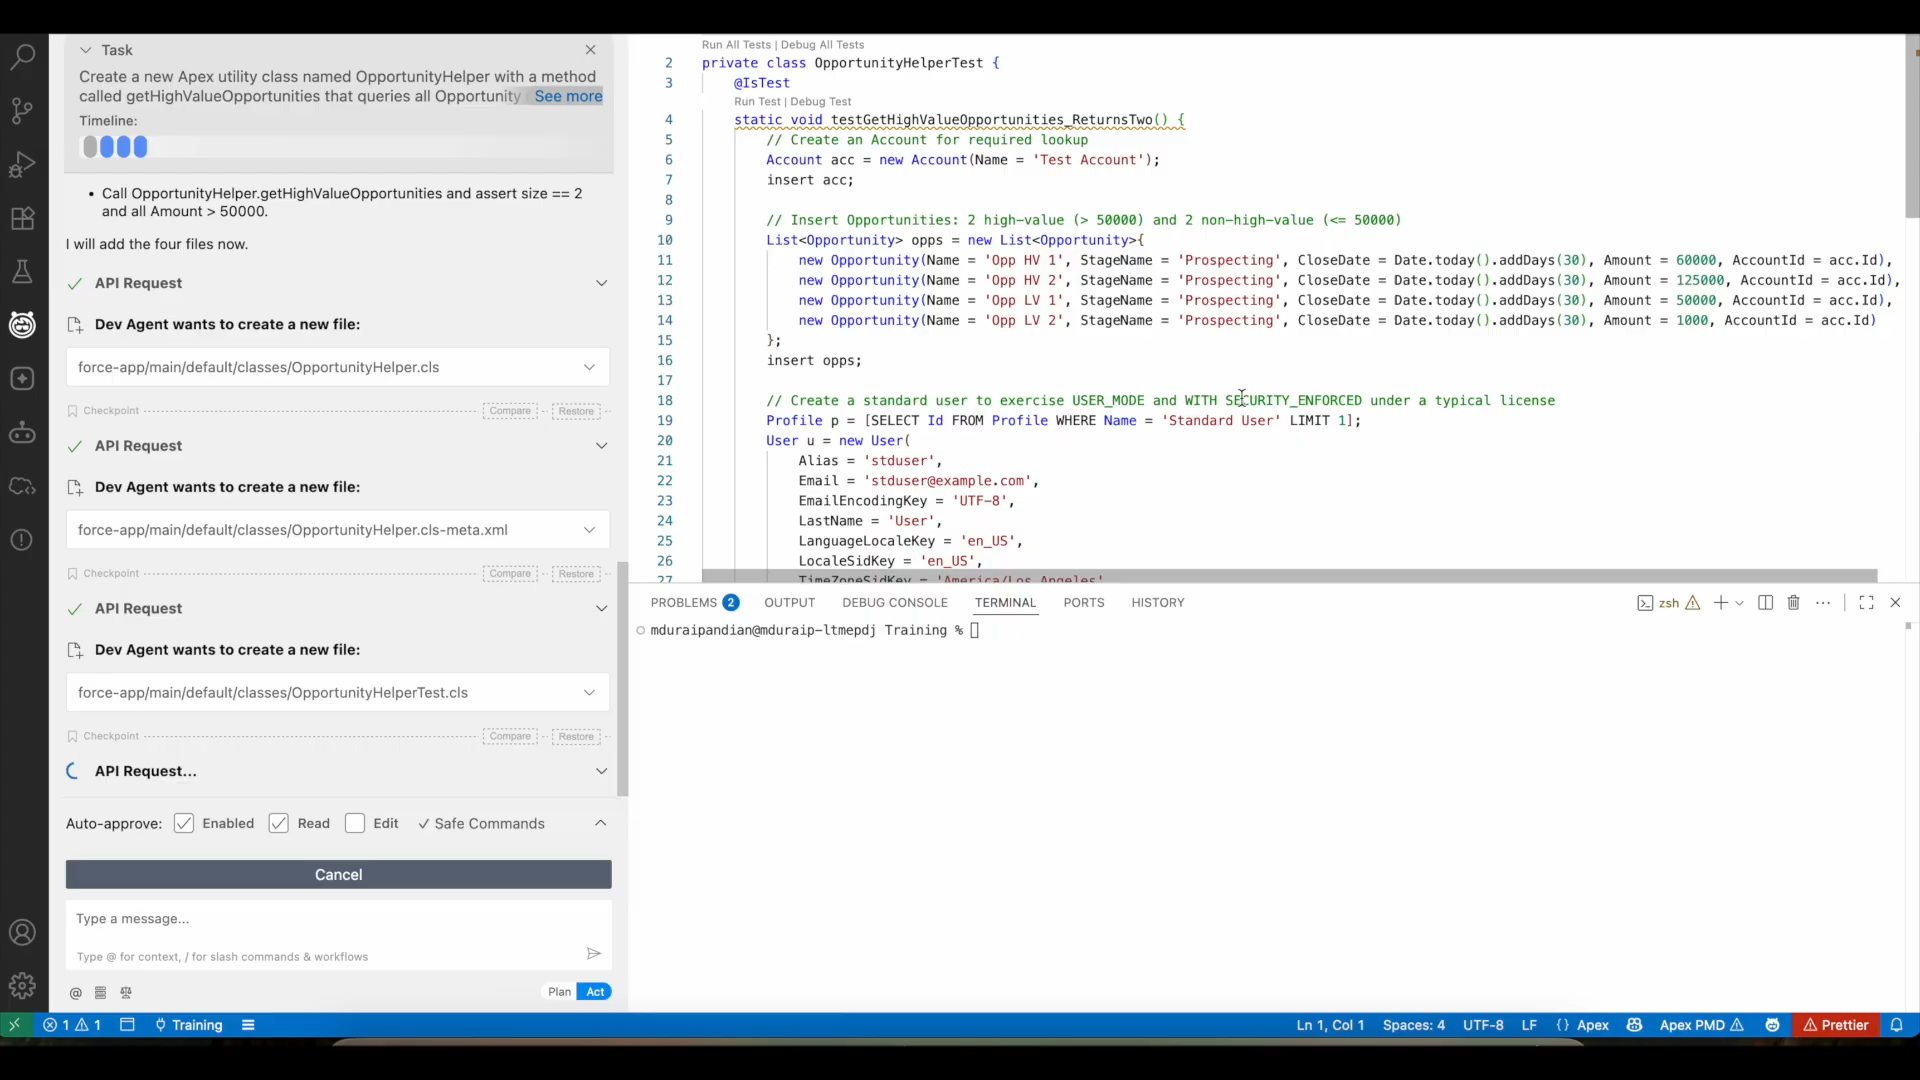 Task
Create a new Apex utility class named OpportunityHelper with a method
called getHighValueOpportunities that queries all Opportunity See more
Timeline:
• Call OpportunityHelper.getHighValueOpportunities and assert size == 2
and all Amount > 50000.
I will add the four files now.
API Request
Dev Agent wants to create a new file:
force-app/main/default/classes/OpportunityHelper.cls
Checkpoint Compare Restore
API Request
Dev Agent wants to create a new file:
force-app/main/default/classes/OpportunityHelper.cls-meta.xml
Checkpoint Compare Restore
API Request
Dev Agent wants to create a new file:
force-app/main/default/classes/OpportunityHelperTest.cls
Checkpoint Compare Restore
API Request...
Auto-approve: Enabled Read Edit ✓ Safe Commands
Cancel
Type a message...
Type @ for context, / for slash commands & workflows
@ Plan Act
Run All Tests | Debug All Tests
2 private class OpportunityHelperTest {
3 @IsTest
Run Test | Debug Test
4 static void testGetHighValueOpportunities_ReturnsTwo() {
5 // Create an Account for required lookup
6 Account acc = new Account(Name = 'Test Account');
7 insert acc;
8
9 // Insert Opportunities: 2 high-value (> 50000) and 2 non-high-value (<= 50000)
10 List<Opportunity> opps = new List<Opportunity>{
11 new Opportunity(Name = 'Opp HV 1', StageName = 'Prospecting', CloseDate = Date.today().addDays(30), Amount = 60000, AccountId = acc.Id),
12 new Opportunity(Name = 'Opp HV 2', StageName = 'Prospecting', CloseDate = Date.today().addDays(30), Amount = 125000, AccountId = acc.Id),
13 new Opportunity(Name = 'Opp LV 1', StageName = 'Prospecting', CloseDate = Date.today().addDays(30), Amount = 50000, AccountId = acc.Id),
14 new Opportunity(Name = 'Opp LV 2', StageName = 'Prospecting', CloseDate = Date.today().addDays(30), Amount = 1000, AccountId = acc.Id)
15 };
16 insert opps;
17
18 // Create a standard user to exercise USER_MODE and WITH SECURITY_ENFORCED under a typical license
19 Profile p = [SELECT Id FROM Profile WHERE Name = 'Standard User' LIMIT 1];
20 User u = new User(
21 Alias = 'stduser',
22 Email = 'stduser@example.com',
23 EmailEncodingKey = 'UTF-8',
24 LastName = 'User',
25 LanguageLocaleKey = 'en_US',
26 LocaleSidKey = 'en_US',
27 TimeZoneSidKey = 'America/Los_Angeles'
PROBLEMS 2 OUTPUT DEBUG CONSOLE TERMINAL PORTS HISTORY zsh
mduraipandian@mduraip-ltmepdj Training %
1 1 Training Ln 1, Col 1 Spaces: 4 UTF-8 LF {} Apex Apex PMD Prettier